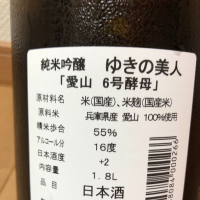 純米吟醸 ゆきの美人
「愛山 6号酵母」
原材料名 米(国産)、米麹(国産米)
原料米 兵庫県産 愛山 100%使用
精米歩合 55%
アルコール分 16度
日本酒度 +2
容量 1.8L
品目 日本酒